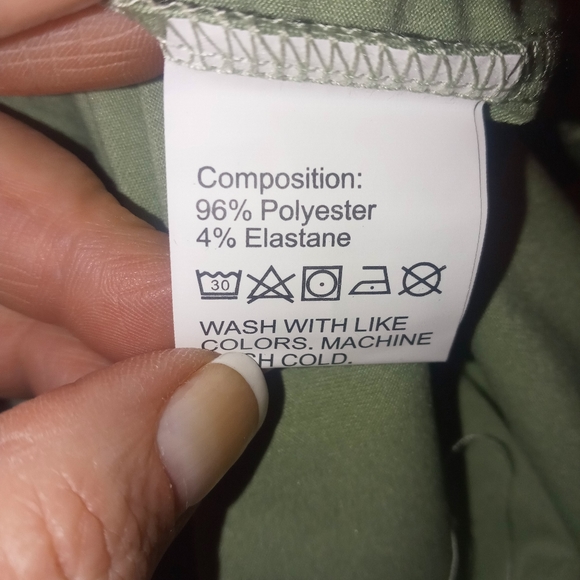 Composition:
96% Polyester
4% Elastane
30
WASH WITH LIKE
COLORS. MACHINE
COLD.